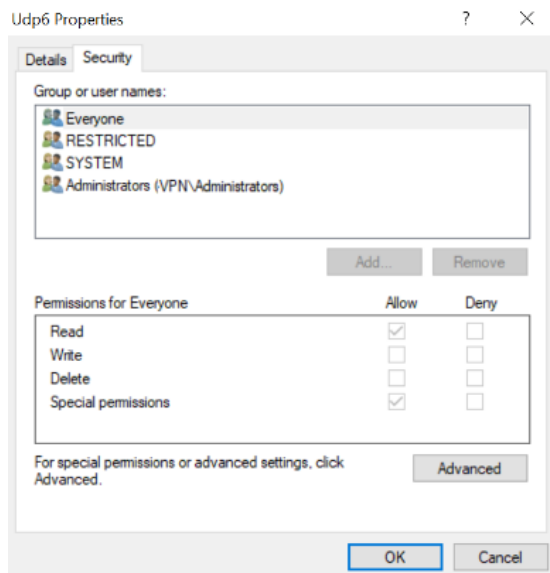 Udp6 Properties ? ×
Details Security
Group or user names:
Everyone
RESTRICTED
SYSTEM
Administrators (VPN\Administrators)
Add... Remove
Permissions for Everyone Allow Deny
Read
Write
Delete
Special permissions
For special permissions or advanced settings, click
Advanced.
Advanced
OK Cancel